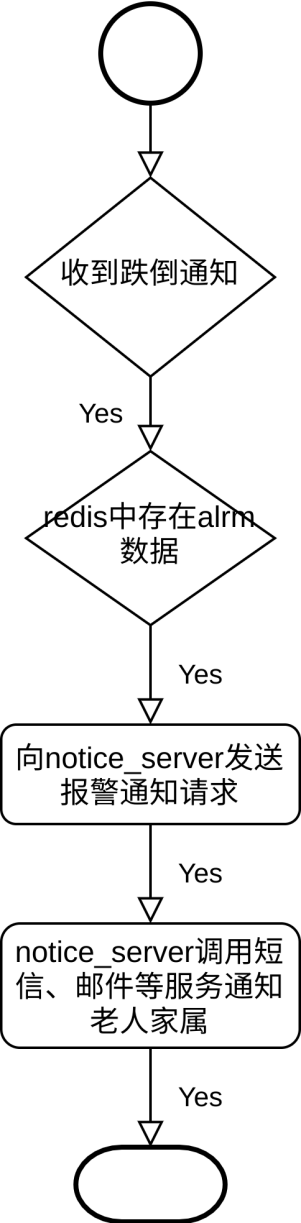 收到跌倒通知
Yes
redis中存在alrm
数据
Yes
向notice_server发送
报警通知请求
Yes
notice_server调用短
信、邮件等服务通知
老人家属
Yes